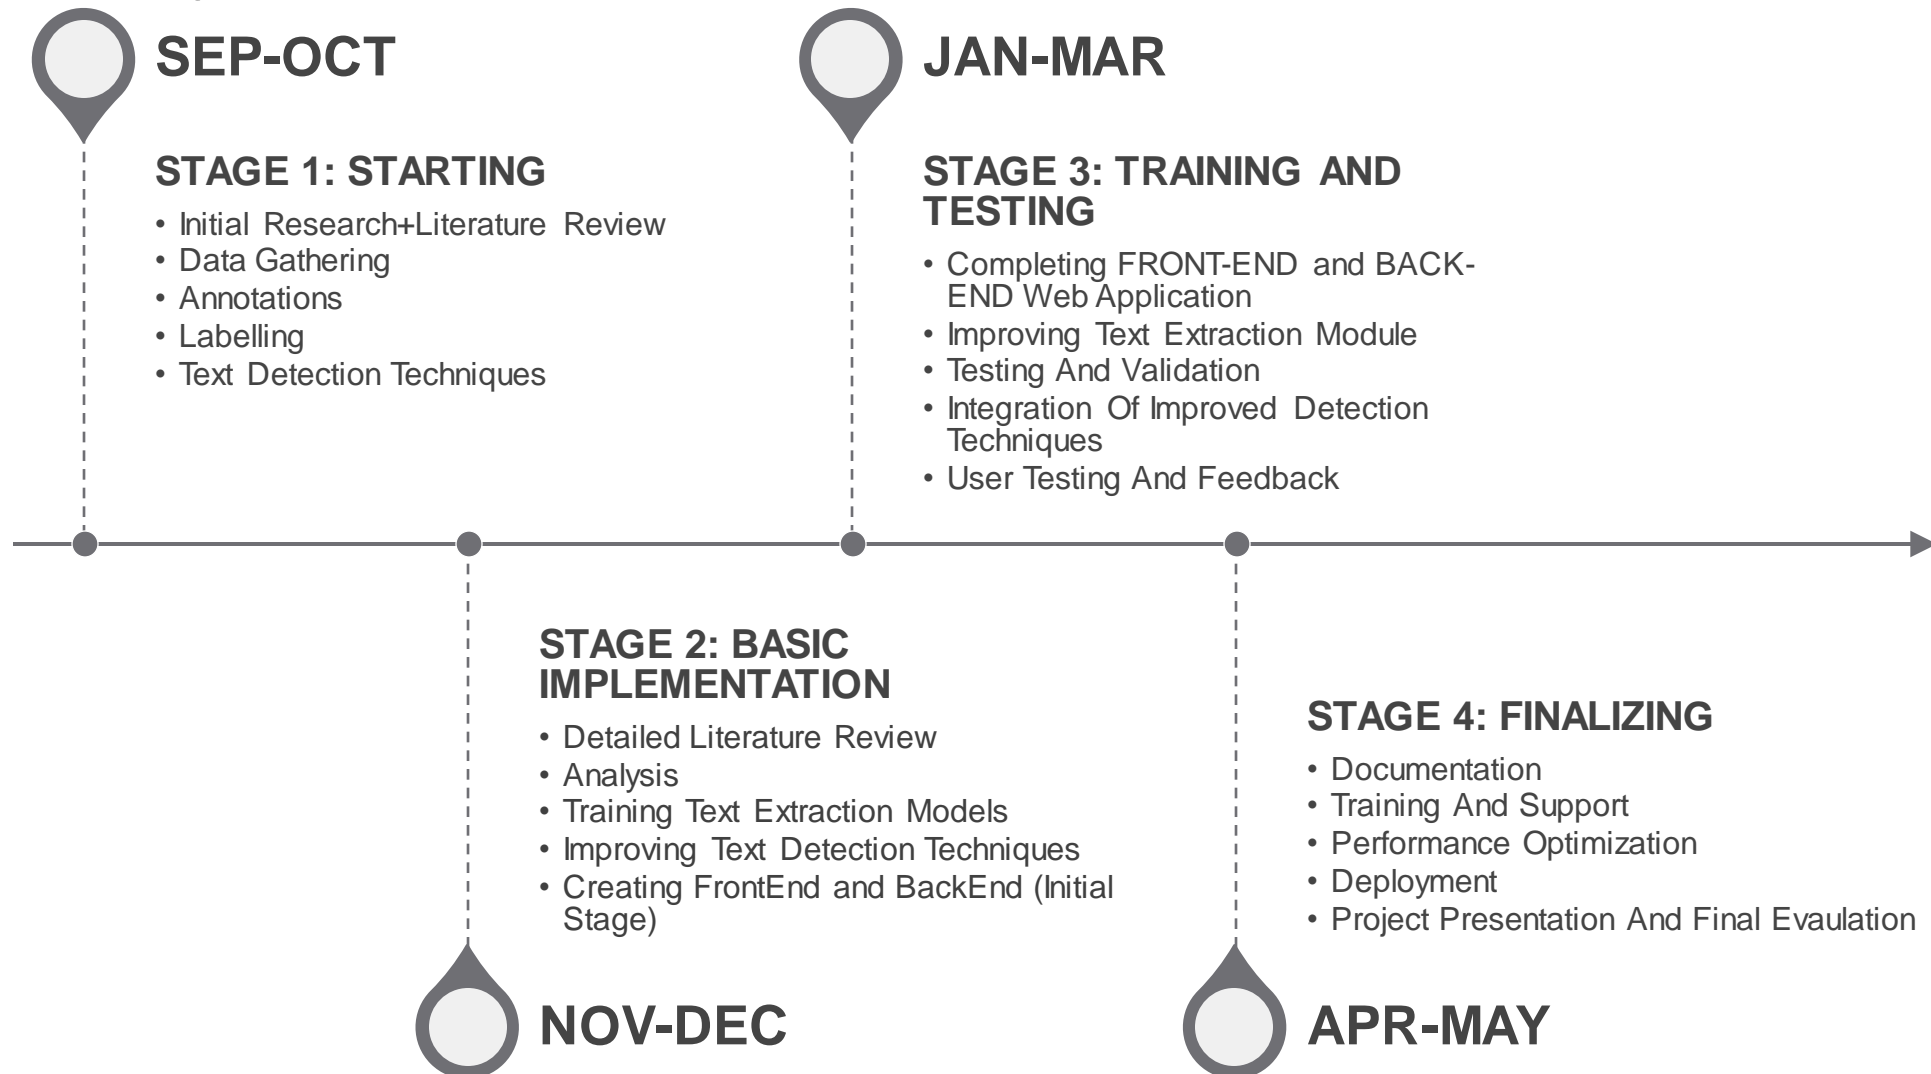 SEP-OCT
STAGE 1: STARTING
• Initial Research+Literature Review
• Data Gathering
• Annotations
• Labelling
• Text Detection Techniques
NOV-DEC
STAGE 2: BASIC
IMPLEMENTATION
• Detailed Literature Review
• Analysis
• Training Text Extraction Models
• Improving Text Detection Techniques
• Creating FrontEnd and BackEnd (Initial
Stage)
JAN-MAR
STAGE 3: TRAINING AND
TESTING
• Completing FRONT-END and BACK-
END Web Application
• Improving Text Extraction Module
• Testing And Validation
• Integration Of Improved Detection
Techniques
• User Testing And Feedback
APR-MAY
STAGE 4: FINALIZING
• Documentation
• Training And Support
• Performance Optimization
• Deployment
• Project Presentation And Final Evaulation